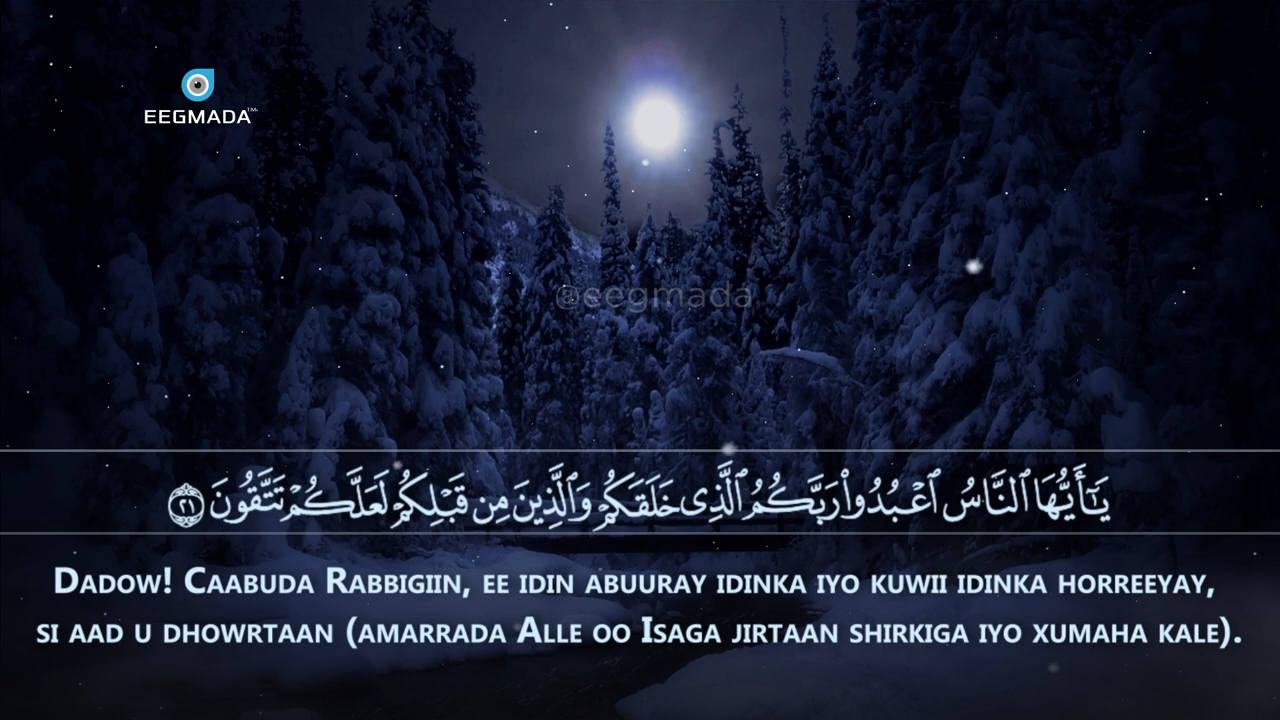 EEGMADA™
@eegmada
يَـٰٓأَيُّهَا ٱلنَّاسُ ٱعْبُدُوا۟ رَبَّكُمُ ٱلَّذِى خَلَقَكُمْ وَٱلَّذِينَ مِن قَبْلِكُمْ لَعَلَّكُمْ تَتَّقُونَ ٢١
Dadow! Caabuda Rabbigiin, ee idin abuuray idinka iyo kuwii idinka horreeyay,
si aad u dhowrtaan (amarrada Alle oo Isaga jirtaan shirkiga iyo xumaha kale).